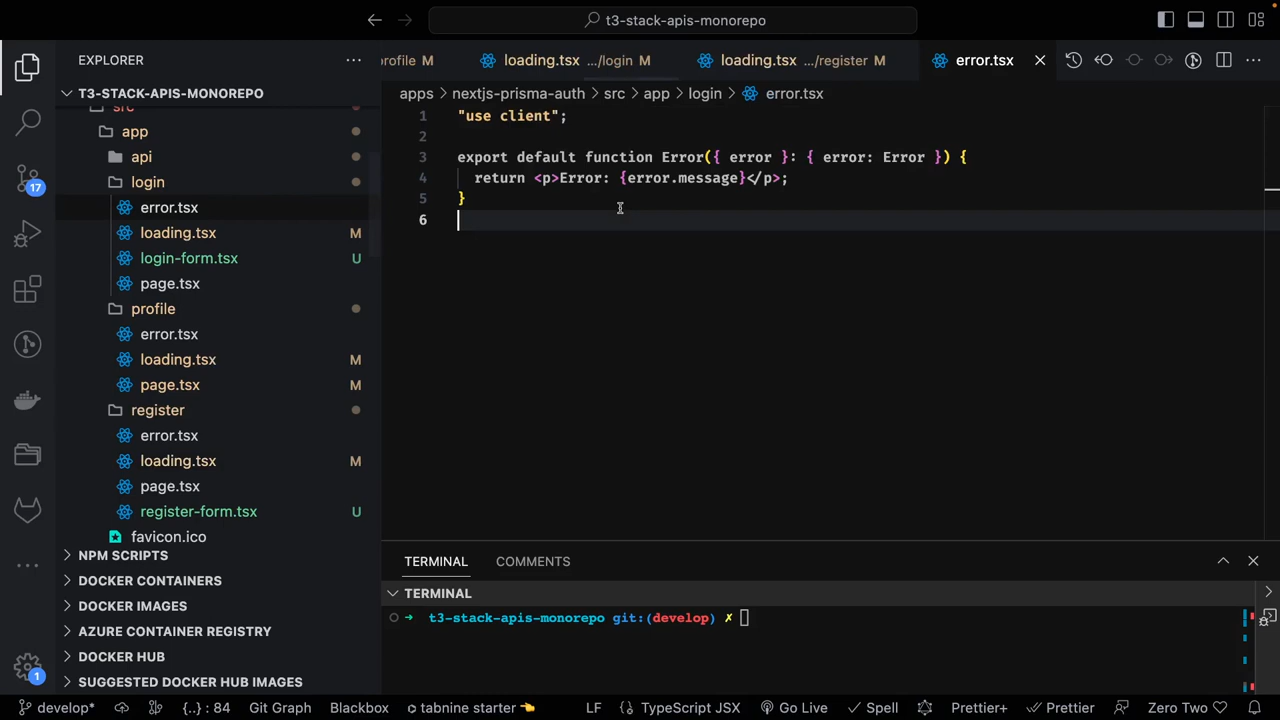 t3-stack-apis-monorepo
EXPLORER
profile M
loading.tsx .../login M
loading.tsx .../register M
error.tsx
T3-STACK-APIS-MONOREPO
apps > nextjs-prisma-auth > src > app > login > error.tsx
src
app
api
login
error.tsx
loading.tsx M
login-form.tsx U
page.tsx
profile
error.tsx
loading.tsx M
page.tsx M
register
error.tsx
loading.tsx M
page.tsx
register-form.tsx U
favicon.ico
NPM SCRIPTS
DOCKER CONTAINERS
DOCKER IMAGES
AZURE CONTAINER REGISTRY
DOCKER HUB
SUGGESTED DOCKER HUB IMAGES
17
1
1 "use client";
2
3 export default function Error({ error }: { error: Error }) {
4 return <p>Error: {error.message}</p>;
5 }
6
TERMINAL
COMMENTS
TERMINAL
t3-stack-apis-monorepo git:(develop) ✗
develop*
{..} : 84
Git Graph
Blackbox
tabnine starter
LF
TypeScript JSX
Go Live
Spell
Prettier+
Prettier
Zero Two